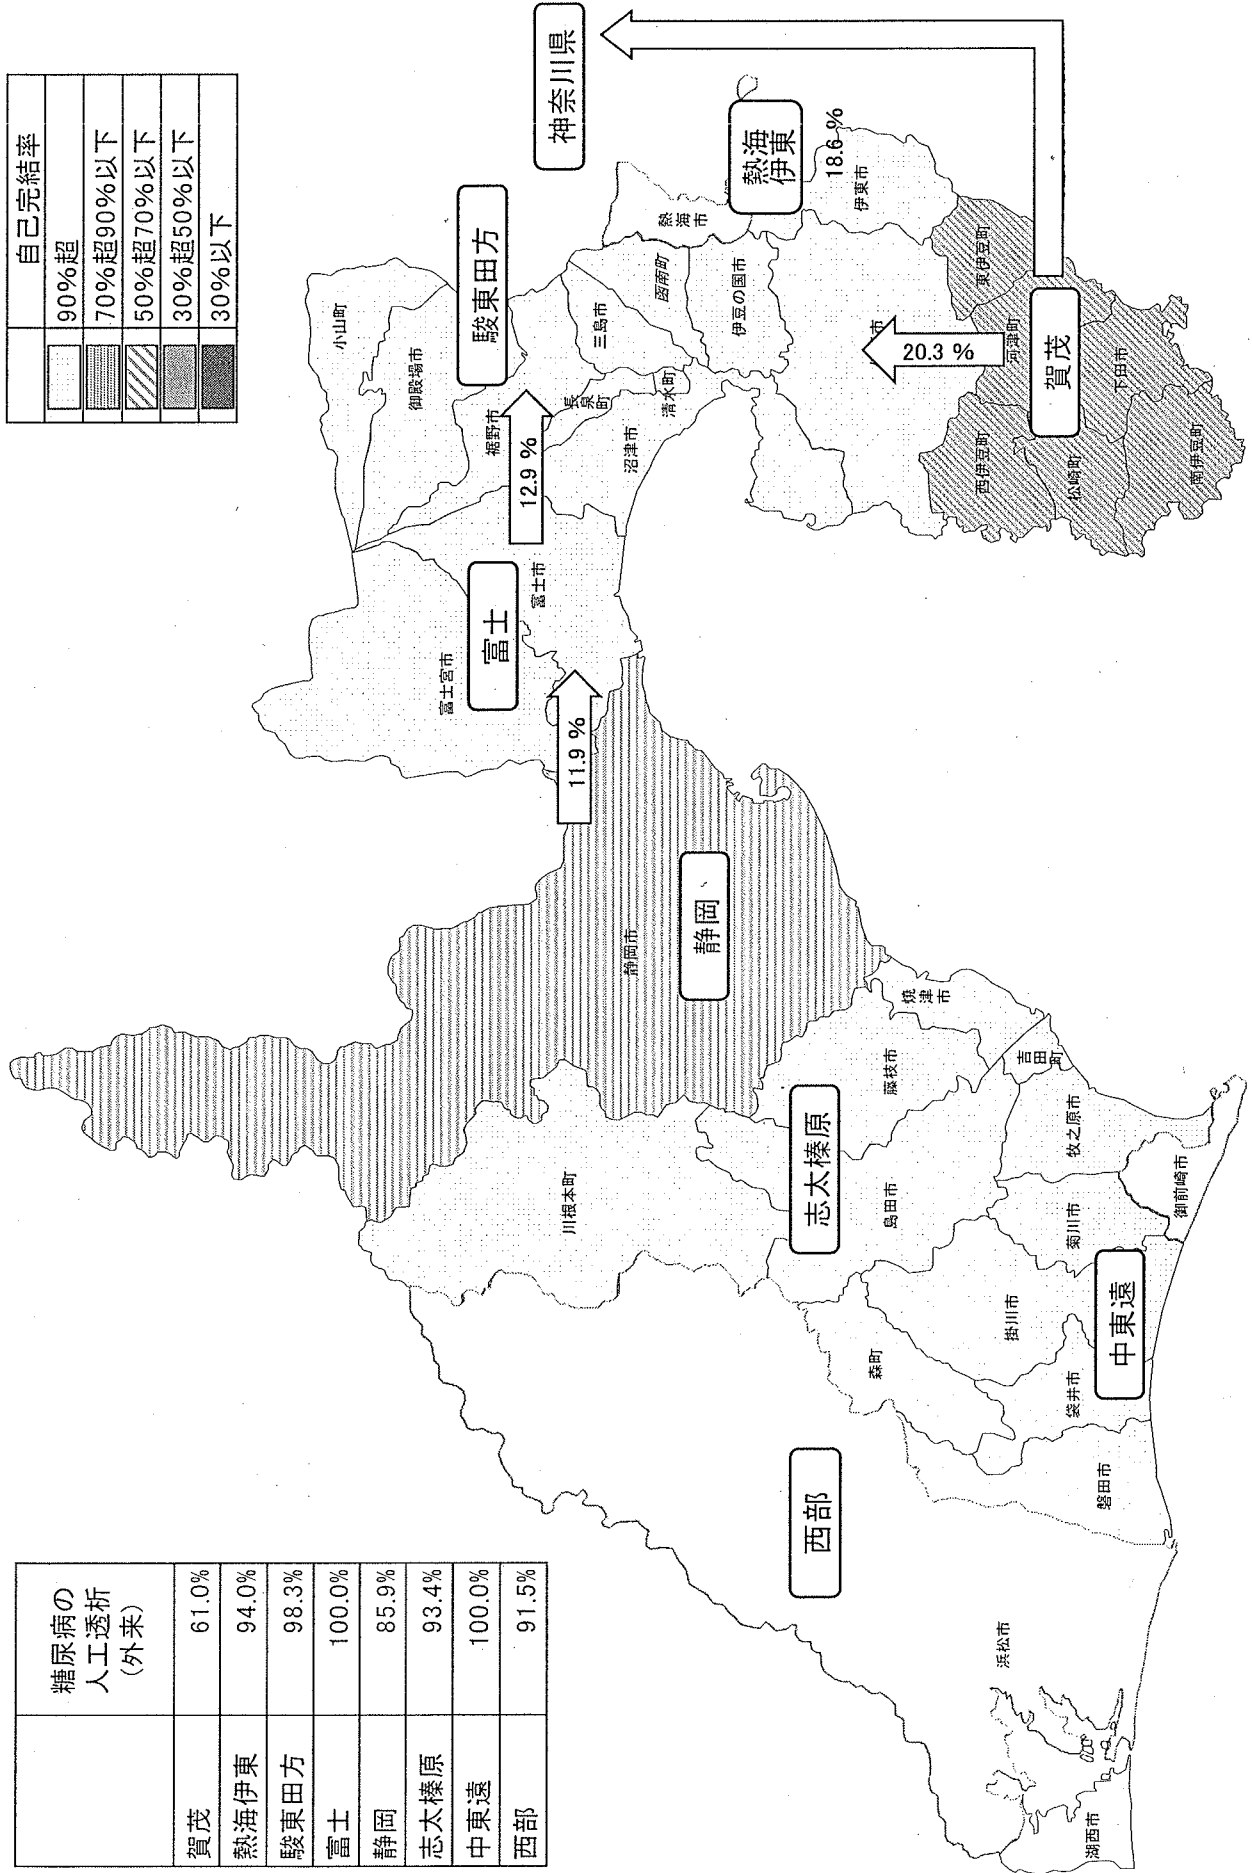 糖尿病の
人工透析
(外来)
賀茂 61.0%
熱海伊東 94.0%
駿東田方 98.3%
富士 100.0%
静岡 85.9%
志太榛原 93.4%
中東遠 100.0%
西部 91.5%
自己完結率
90%超
70%超90%以下
50%超70%以下
30%超50%以下
30%以下
神奈川県
駿東田方
熱海
伊東
18.6 %
富士
12.9 %
11.9 %
20.3 %
賀茂
静岡
志太榛原
中東遠
西部
小山町
御殿場市
裾野市
三島市
長泉町
清水町
函南町
熱海市
沼津市
伊豆の国市
伊東市
市
東伊豆町
河津町
西伊豆町
松崎町
下田市
南伊豆町
富士宮市
富士市
静岡市
川根本町
藤枝市
焼津市
島田市
吉田町
牧之原市
御前崎市
菊川市
掛川市
森町
袋井市
磐田市
浜松市
湖西市